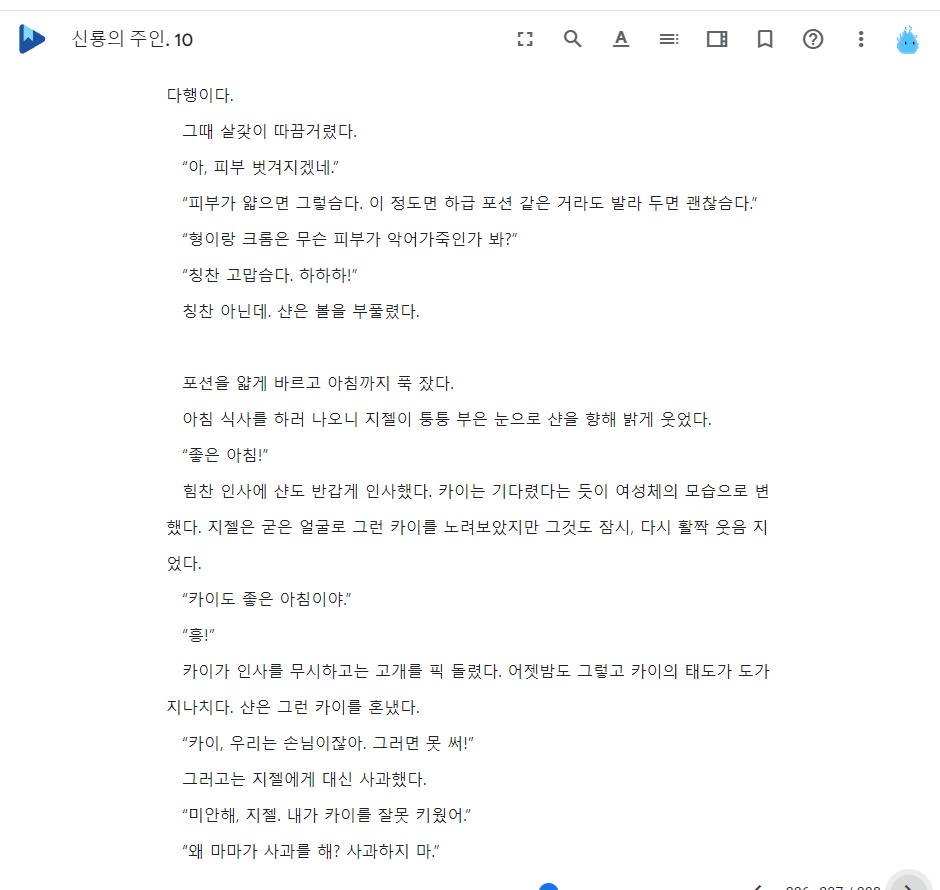 신룡의 주인. 10
다행이다.
그때 살갗이 따끔거렸다.
“아, 피부 벗겨지겠네.”
“피부가 얇으면 그렇슴다. 이 정도면 하급 포션 같은 거라도 발라 두면 괜찮슴다.”
“형이랑 크롬은 무슨 피부가 악어가죽인가 봐?”
“칭찬 고맙슴다. 하하하!”
칭찬 아닌데. 샨은 볼을 부풀렸다.
포션을 얇게 바르고 아침까지 푹 잤다.
아침 식사를 하러 나오니 지젤이 퉁퉁 부은 눈으로 샨을 향해 밝게 웃었다.
“좋은 아침!”
힘찬 인사에 샨도 반갑게 인사했다. 카이는 기다렸다는 듯이 여성체의 모습으로 변
했다. 지젤은 굳은 얼굴로 그런 카이를 노려보았지만 그것도 잠시, 다시 활짝 웃음 지
었다.
“카이도 좋은 아침이야.”
“흥!”
카이가 인사를 무시하고는 고개를 픽 돌렸다. 어젯밤도 그렇고 카이의 태도가 도가
지나치다. 샨은 그런 카이를 혼냈다.
“카이, 우리는 손님이잖아. 그러면 못 써!”
그러고는 지젤에게 대신 사과했다.
“미안해, 지젤. 내가 카이를 잘못 키웠어.”
“왜 마마가 사과를 해? 사과하지 마.”